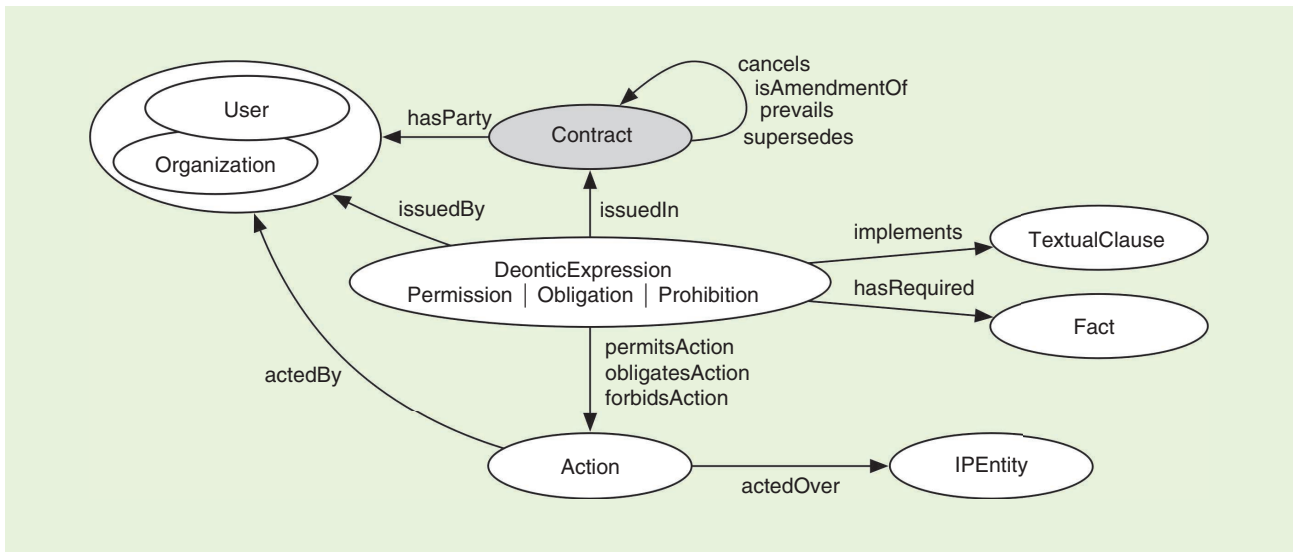 cancels
isAmendmentOf
prevails
supersedes
User
hasParty
Contract
Organization
issuedBy
issuedIn
implements
TextualClause
DeonticExpression
Permission | Obligation | Prohibition
hasRequired
Fact
permitsAction
obligatesAction
forbidsAction
actedBy
Action
actedOver
IPEntity